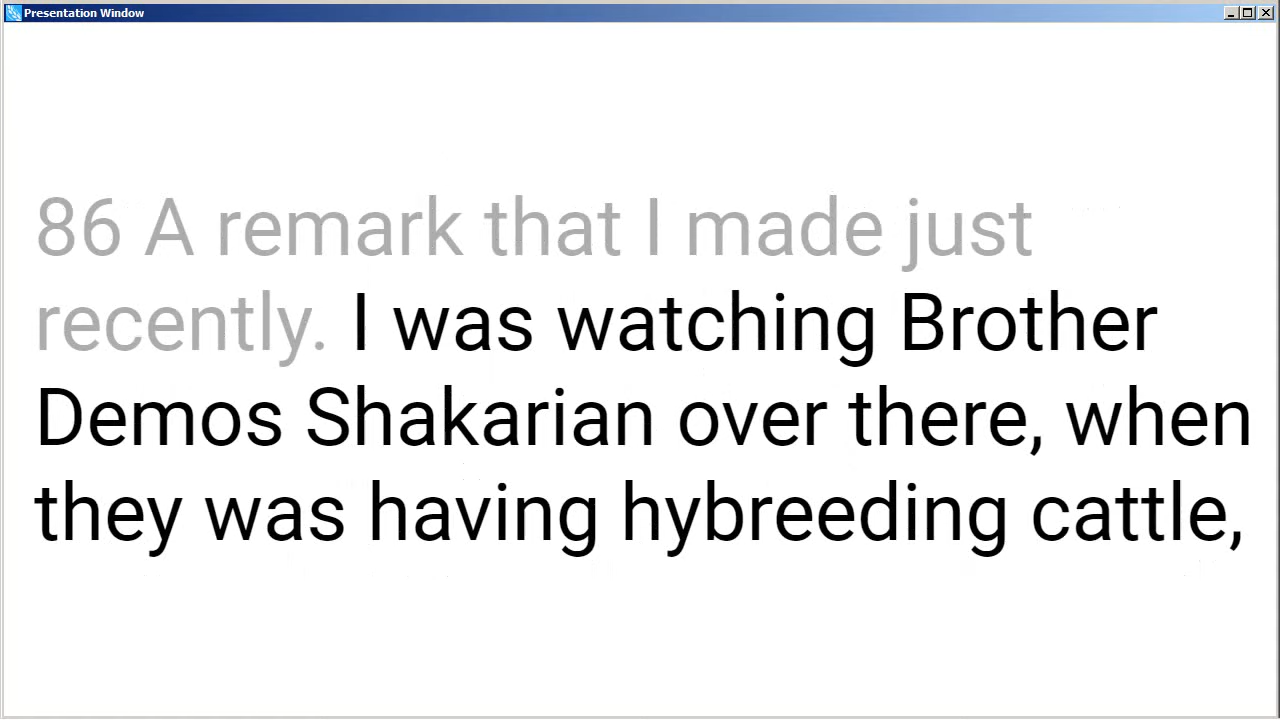 Presentation Window
86 A remark that I made just
recently. I was watching Brother
Demos Shakarian over there, when
they was having hybreeding cattle,